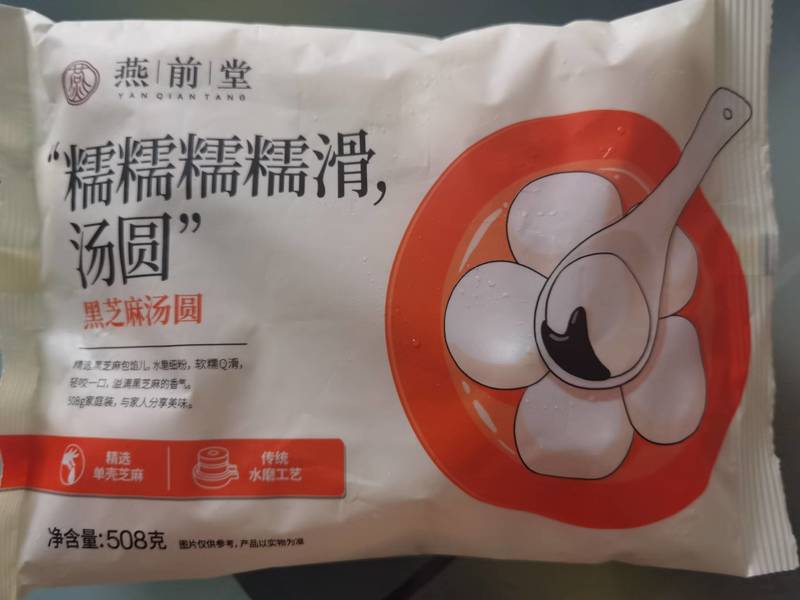 燕
燕前堂
YAN QIAN TANG
“糯糯糯糯滑,
汤圆”
黑芝麻汤圆
精选黑芝麻包馅儿,水磨细粉,软糯Q滑,
轻咬一口,溢满黑芝麻的香气。
508g家庭装,与家人分享美味。
精选
单壳芝麻
传统
水磨工艺
净含量:508克
图片仅供参考,产品以实物为准